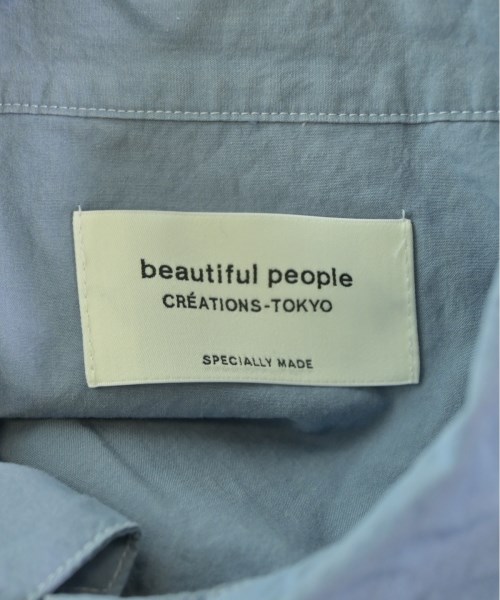 beautiful people
CRÉATIONS-TOKYO
SPECIALLY MADE